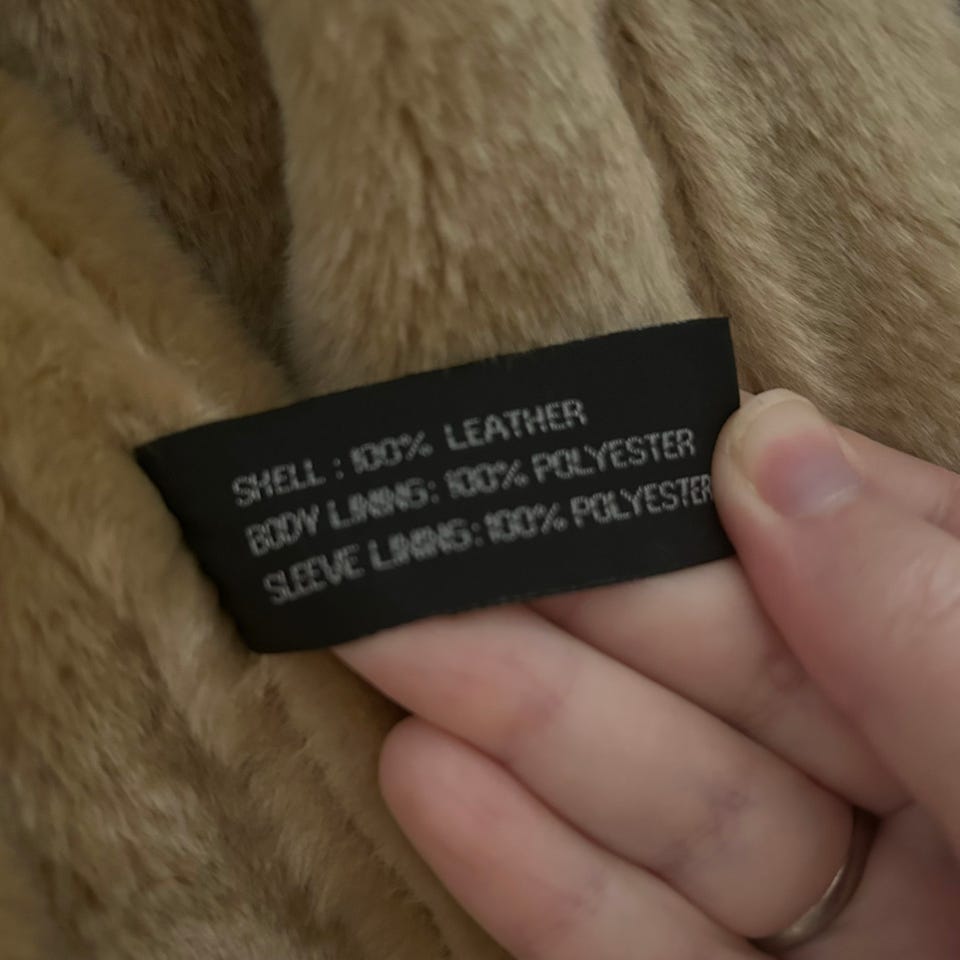 SHELL : 100% LEATHER
BODY LINING: 100% POLYESTER
SLEEVE LINING: 100% POLYESTER